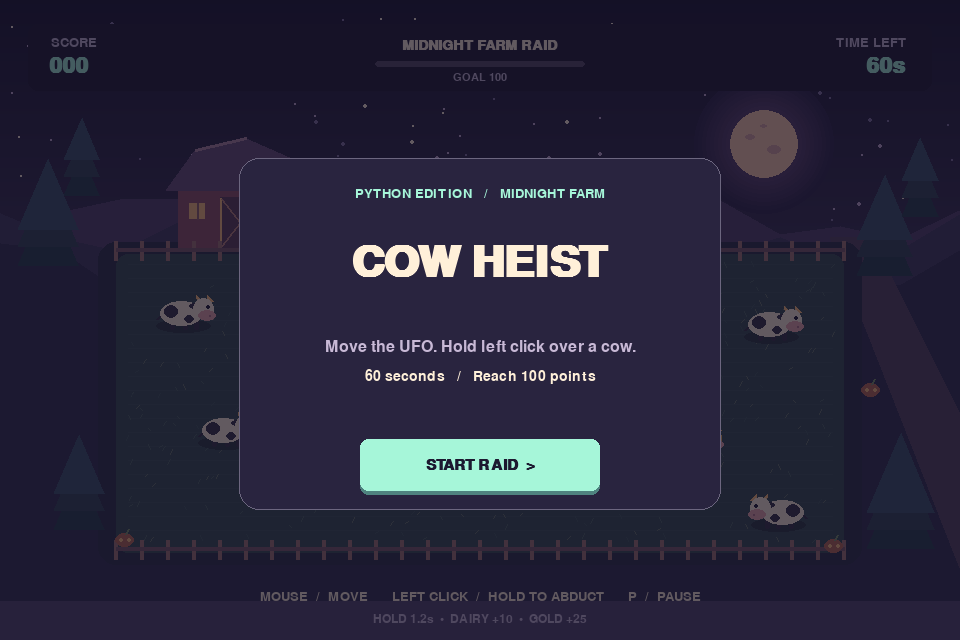 SCORE
000
MIDNIGHT FARM RAID
GOAL 100
TIME LEFT
60s
PYTHON EDITION / MIDNIGHT FARM
COW HEIST
Move the UFO. Hold left click over a cow.
60 seconds / Reach 100 points
START RAID >
MOUSE / MOVE LEFT CLICK / HOLD TO ABDUCT P / PAUSE
HOLD 1.2s • DAIRY +10 • GOLD +25